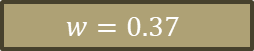 w = 0.37